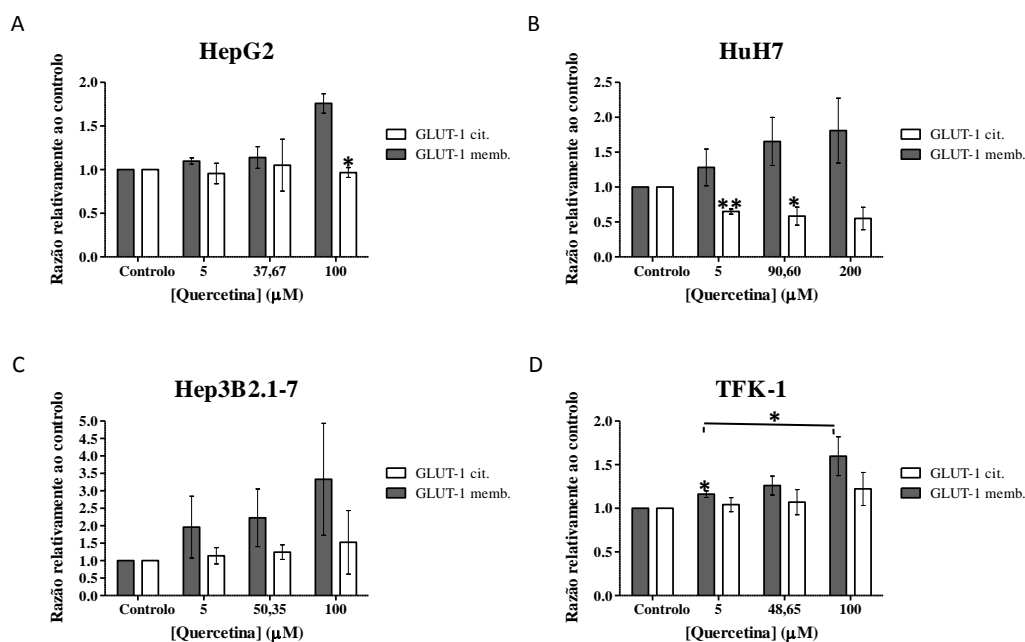 A
HepG2
Razão relativamente ao controlo
2.0
1.5
1.0
0.5
0.0
*
Controlo 5 37,67 100
[Quercetina] (μM)
GLUT-1 cit.
GLUT-1 memb.
B
HuH7
Razão relativamente ao controlo
2.5
2.0
1.5
1.0
0.5
0.0
** *
Controlo 5 90,60 200
[Quercetina] (μM)
GLUT-1 cit.
GLUT-1 memb.
C
Hep3B2.1-7
Razão relativamente ao controlo
5.0
4.5
4.0
3.5
3.0
2.5
2.0
1.5
1.0
0.5
0.0
Controlo 5 50,35 100
[Quercetina] (μM)
GLUT-1 cit.
GLUT-1 memb.
D
TFK-1
Razão relativamente ao controlo
2.0
1.5
1.0
0.5
0.0
*
*
Controlo 5 48,65 100
[Quercetina] (μM)
GLUT-1 cit.
GLUT-1 memb.